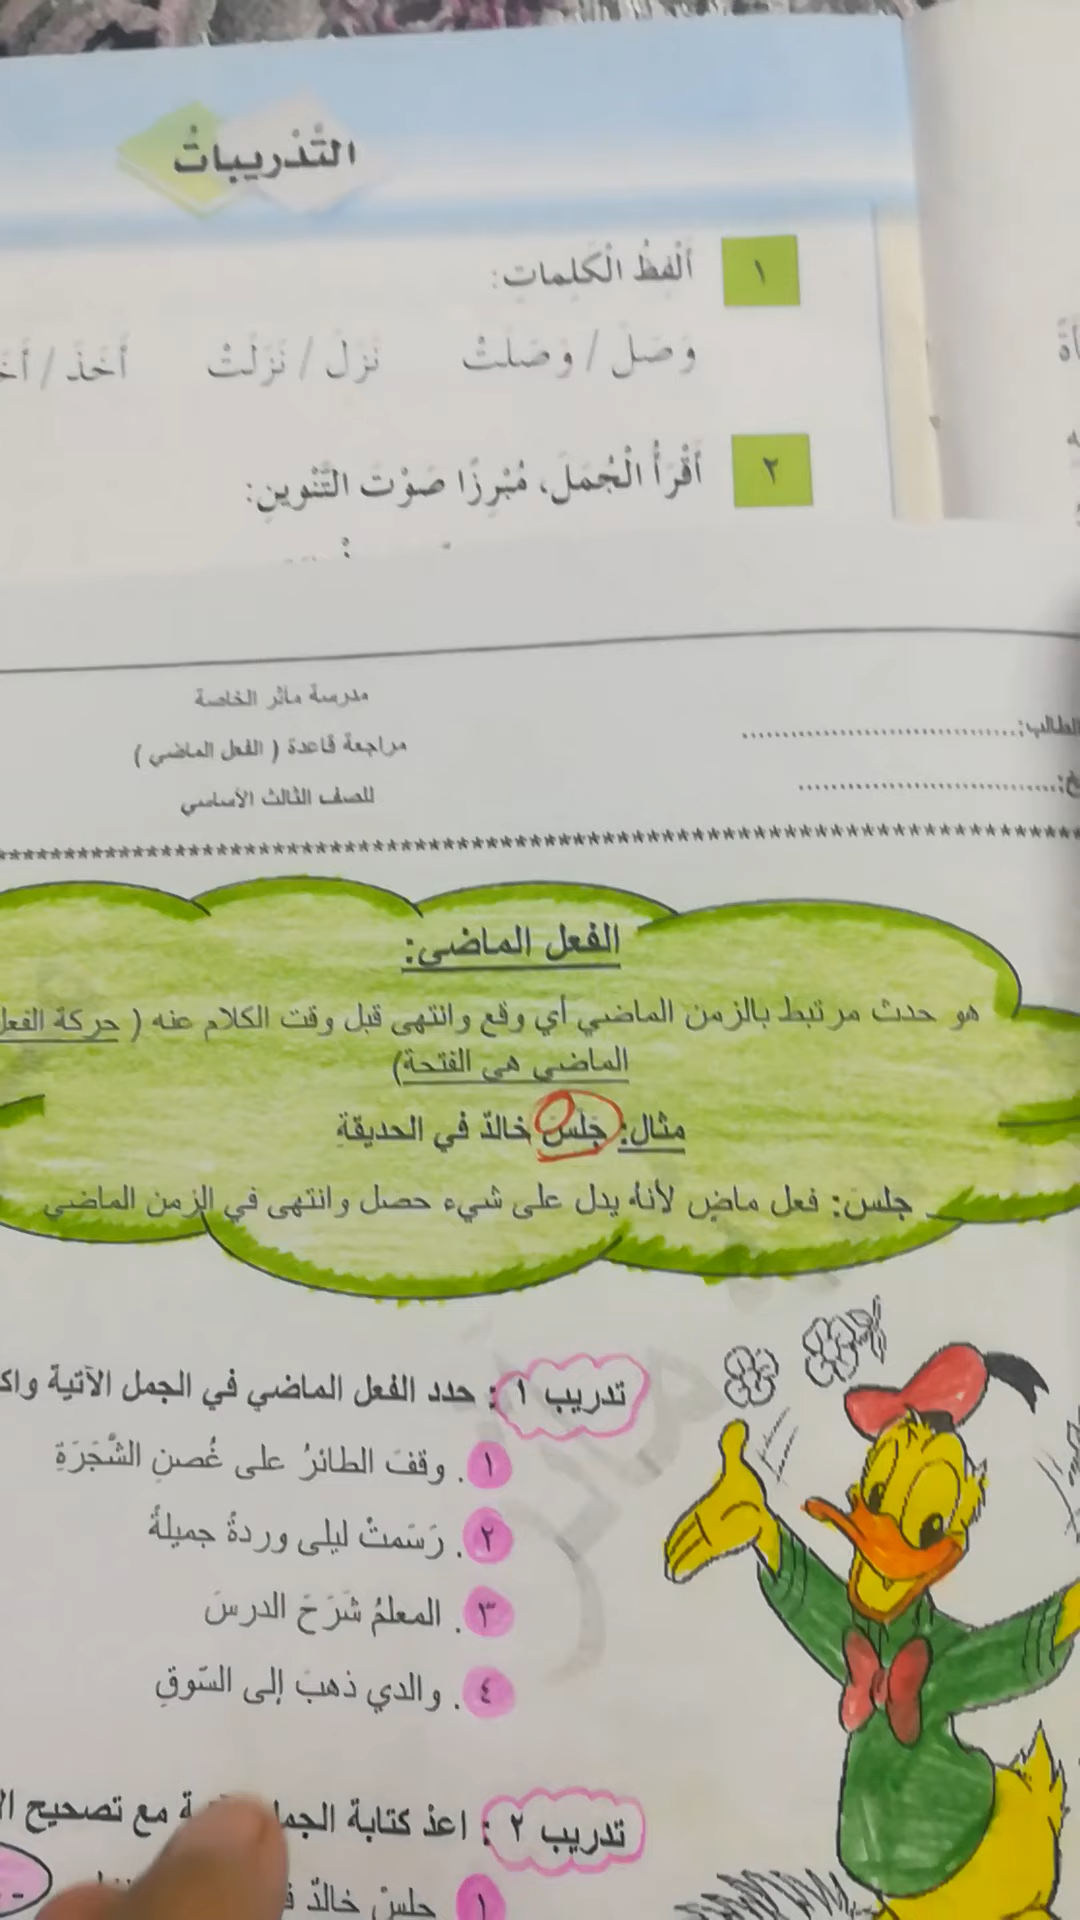 التَّدْريباتُ
١ أَلْفِظُ الْكَلِماتِ:
وَصَلَ / وَصَلَتْ نَزَلَ / نَزَلَتْ أَخَذَ /
٢ أَقْرَأُ الْجُمَلَ، مُبْرِزًا صَوْتَ التَّنْوينِ:
الطالب:
مدرسة مآثر الخاصة
مراجعة قاعدة ( الفعل الماضي )
للصف الثالث الأساسي
الفعل الماضي:
هو حدث مرتبط بالزمن الماضي أي وقع وانتهى قبل وقت الكلام عنه ( حركة الفعل
الماضي هي الفتحة)
مثال: جَلسَ خالدٌ في الحديقةِ
جلسَ: فعل ماضٍ لأنه يدل على شيء حصل وانتهى في الزمن الماضي
تدريب ١ : حدد الفعل الماضي في الجمل الآتية
١. وقفَ الطائرُ على غُصنِ الشَّجَرَةِ
٢. رَسَمتْ ليلى وردةً جميلةً
٣. المعلمُ شَرَحَ الدرسَ
٤. والدي ذهبَ إلى السّوقِ
تدريب ٢ : اعدْ كتابة مع تصحيح
١ جلسْ خالدٌ